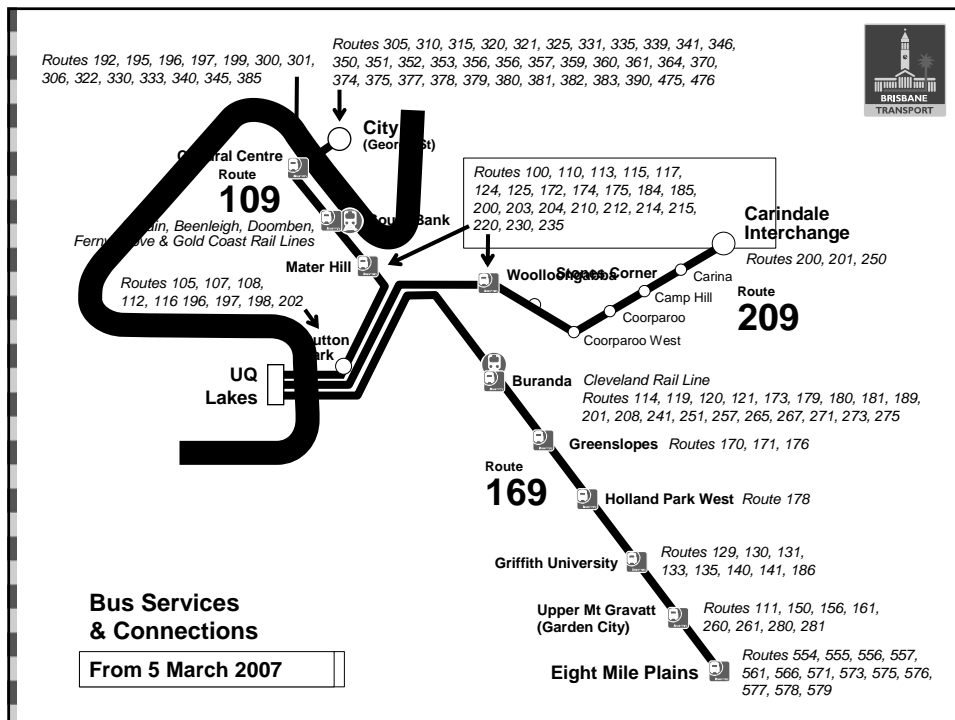 Routes 192, 195, 196, 197, 199, 300, 301,
306, 322, 330, 333, 340, 345, 385
Routes 305, 310, 315, 320, 321, 325, 331, 335, 339, 341, 346,
350, 351, 352, 353, 356, 356, 357, 359, 360, 361, 364, 370,
374, 375, 377, 378, 379, 380, 381, 382, 383, 390, 475, 476
BRISBANE
TRANSPORT
City
Centre
Route
109
Bank
Beenleigh, Doomben,
& Gold Coast Rail Lines
Mater Hill
Routes 100, 110, 113, 115, 117,
124, 125, 172, 174, 175, 184, 185,
200, 203, 204, 210, 212, 214, 215,
220, 230, 235
Carindale
Interchange
Routes 200, 201, 250
Woolloongabba
Stones Corner
Carina
Camp Hill
Coorparoo
Coorparoo West
Route
209
Routes 105, 107, 108,
112, 116 196, 197, 198, 202
UQ
Lakes
Buranda
Cleveland Rail Line
Routes 114, 119, 120, 121, 173, 179, 180, 181, 189,
201, 208, 241, 251, 257, 265, 267, 271, 273, 275
Greenslopes Routes 170, 171, 176
Route
169
Holland Park West Route 178
Griffith University
Routes 129, 130, 131,
133, 135, 140, 141, 186
Upper Mt Gravatt
(Garden City)
Routes 111, 150, 156, 161,
260, 261, 280, 281
Eight Mile Plains
Routes 554, 555, 556, 557,
561, 566, 571, 573, 575, 576,
577, 578, 579
Bus Services
& Connections
From 5 March 2007